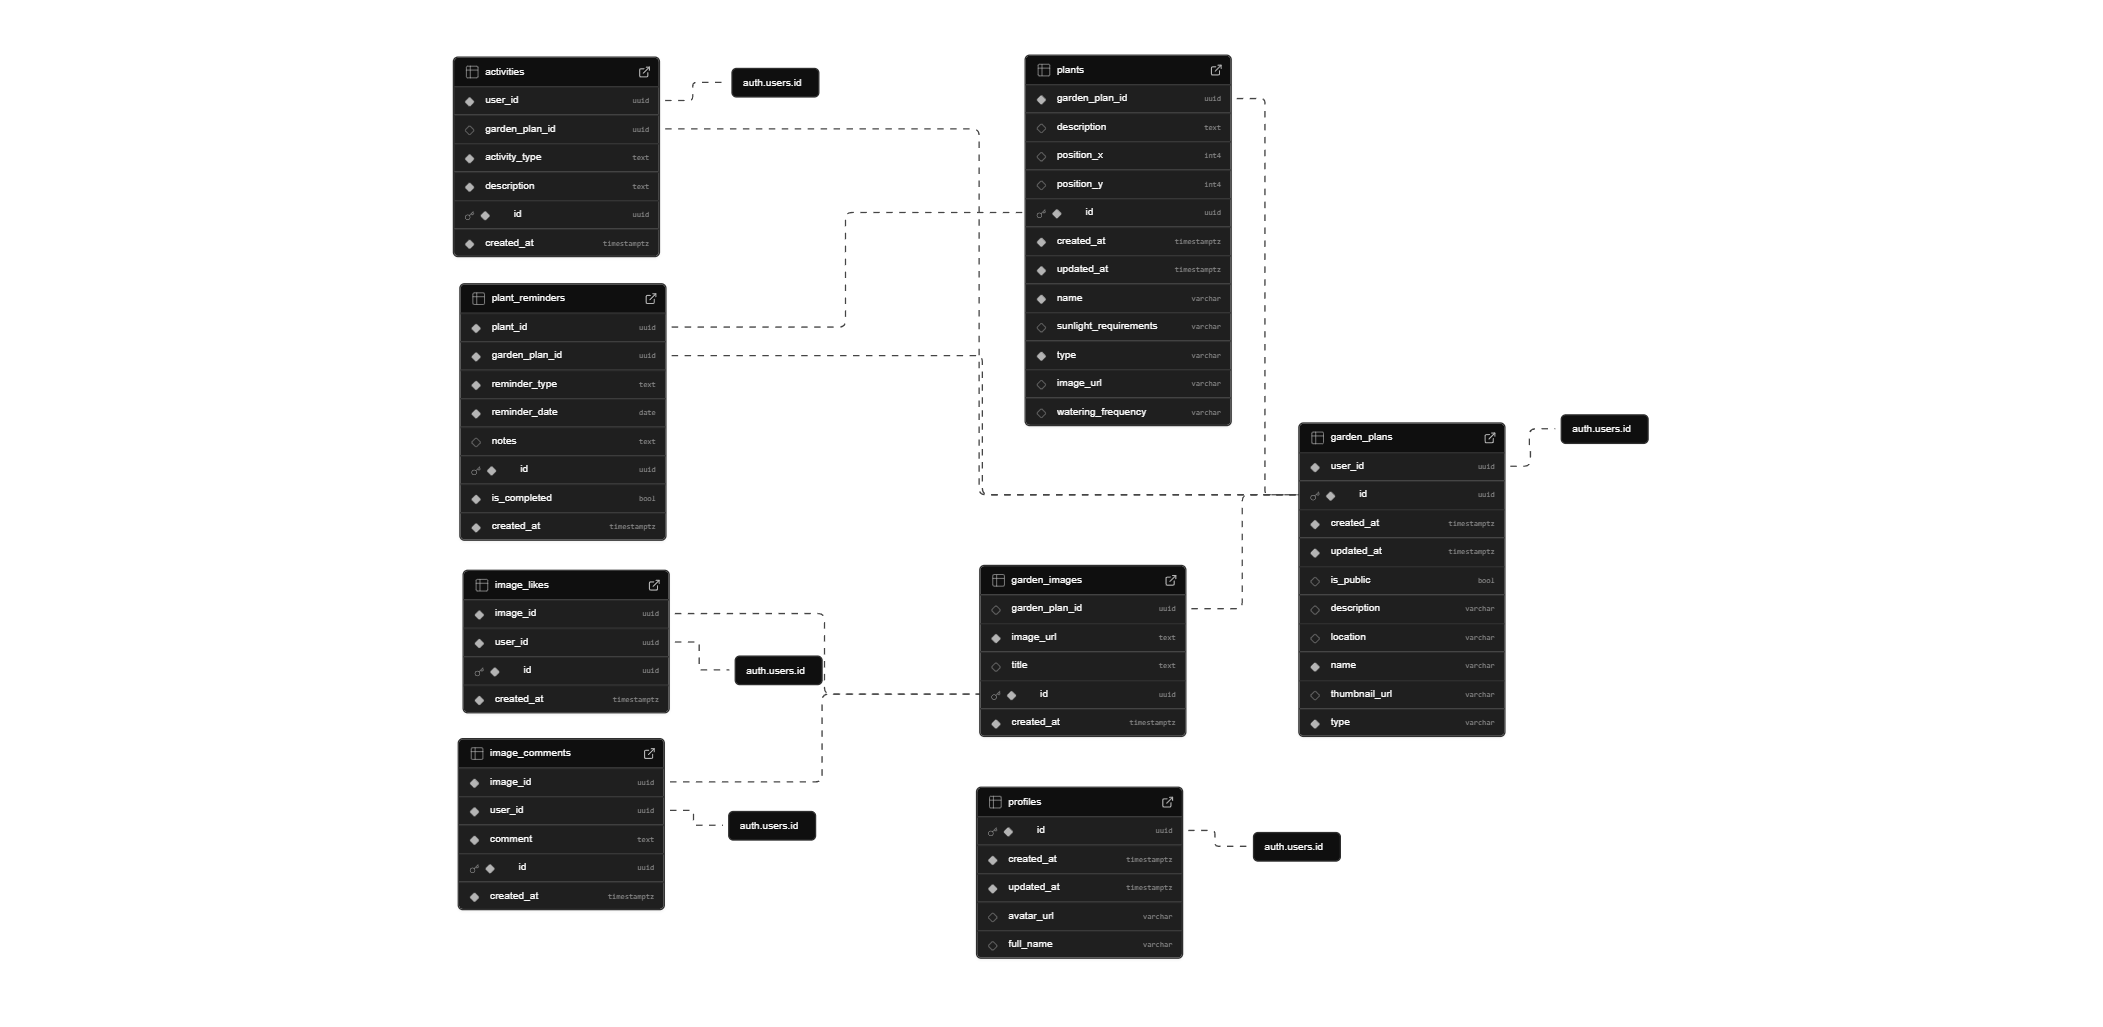 activities
user_id uuid
garden_plan_id uuid
activity_type text
description text
id uuid
created_at timestamptz
auth.users.id
plant_reminders
plant_id uuid
garden_plan_id uuid
reminder_type text
reminder_date date
notes text
id uuid
is_completed bool
created_at timestamptz
image_likes
image_id uuid
user_id uuid
id uuid
created_at timestamptz
auth.users.id
image_comments
image_id uuid
user_id uuid
comment text
id uuid
created_at timestamptz
auth.users.id
plants
garden_plan_id uuid
description text
position_x int4
position_y int4
id uuid
created_at timestamptz
updated_at timestamptz
name varchar
sunlight_requirements varchar
type varchar
image_url varchar
watering_frequency varchar
garden_images
garden_plan_id uuid
image_url text
title text
id uuid
created_at timestamptz
profiles
id uuid
created_at timestamptz
updated_at timestamptz
avatar_url varchar
full_name varchar
auth.users.id
garden_plans
user_id uuid
id uuid
created_at timestamptz
updated_at timestamptz
is_public bool
description varchar
location varchar
name varchar
thumbnail_url varchar
type varchar
auth.users.id